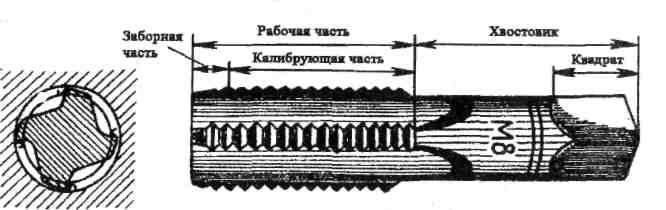 Рабочая часть
Хвостовик
Заборная
часть
Калибрующая часть
Квадрат
М8